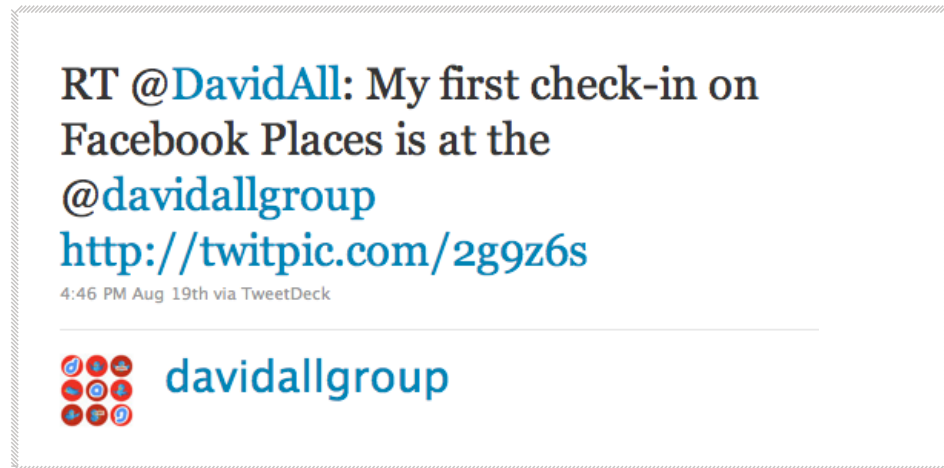 RT @DavidAll: My first check-in on
Facebook Places is at the
@davidallgroup
http://twitpic.com/2g9z6s
4:46 PM Aug 19th via TweetDeck
davidallgroup